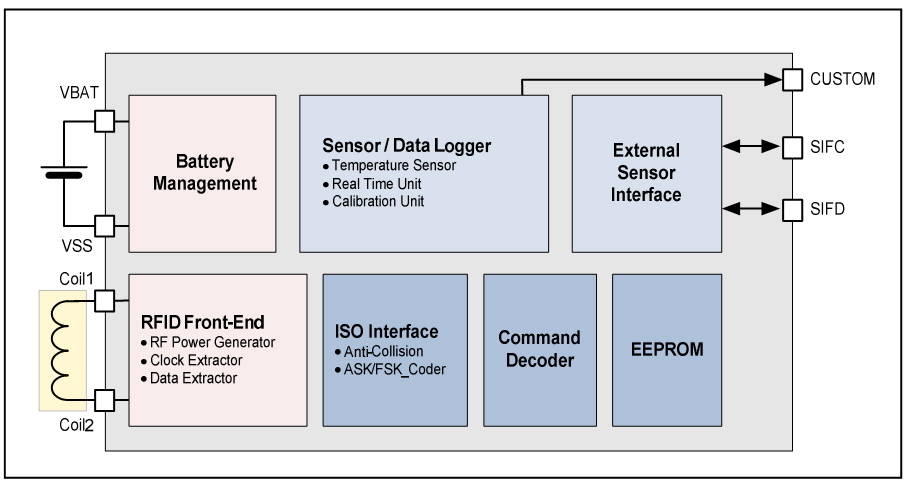 VBAT
VSS
Battery
Management
Sensor / Data Logger
• Temperature Sensor
• Real Time Unit
• Calibration Unit
External
Sensor
Interface
CUSTOM
SIFC
SIFD
Coil1
Coil2
RFID Front-End
• RF Power Generator
• Clock Extractor
• Data Extractor
ISO Interface
• Anti-Collision
• ASK/FSK_Coder
Command
Decoder
EEPROM